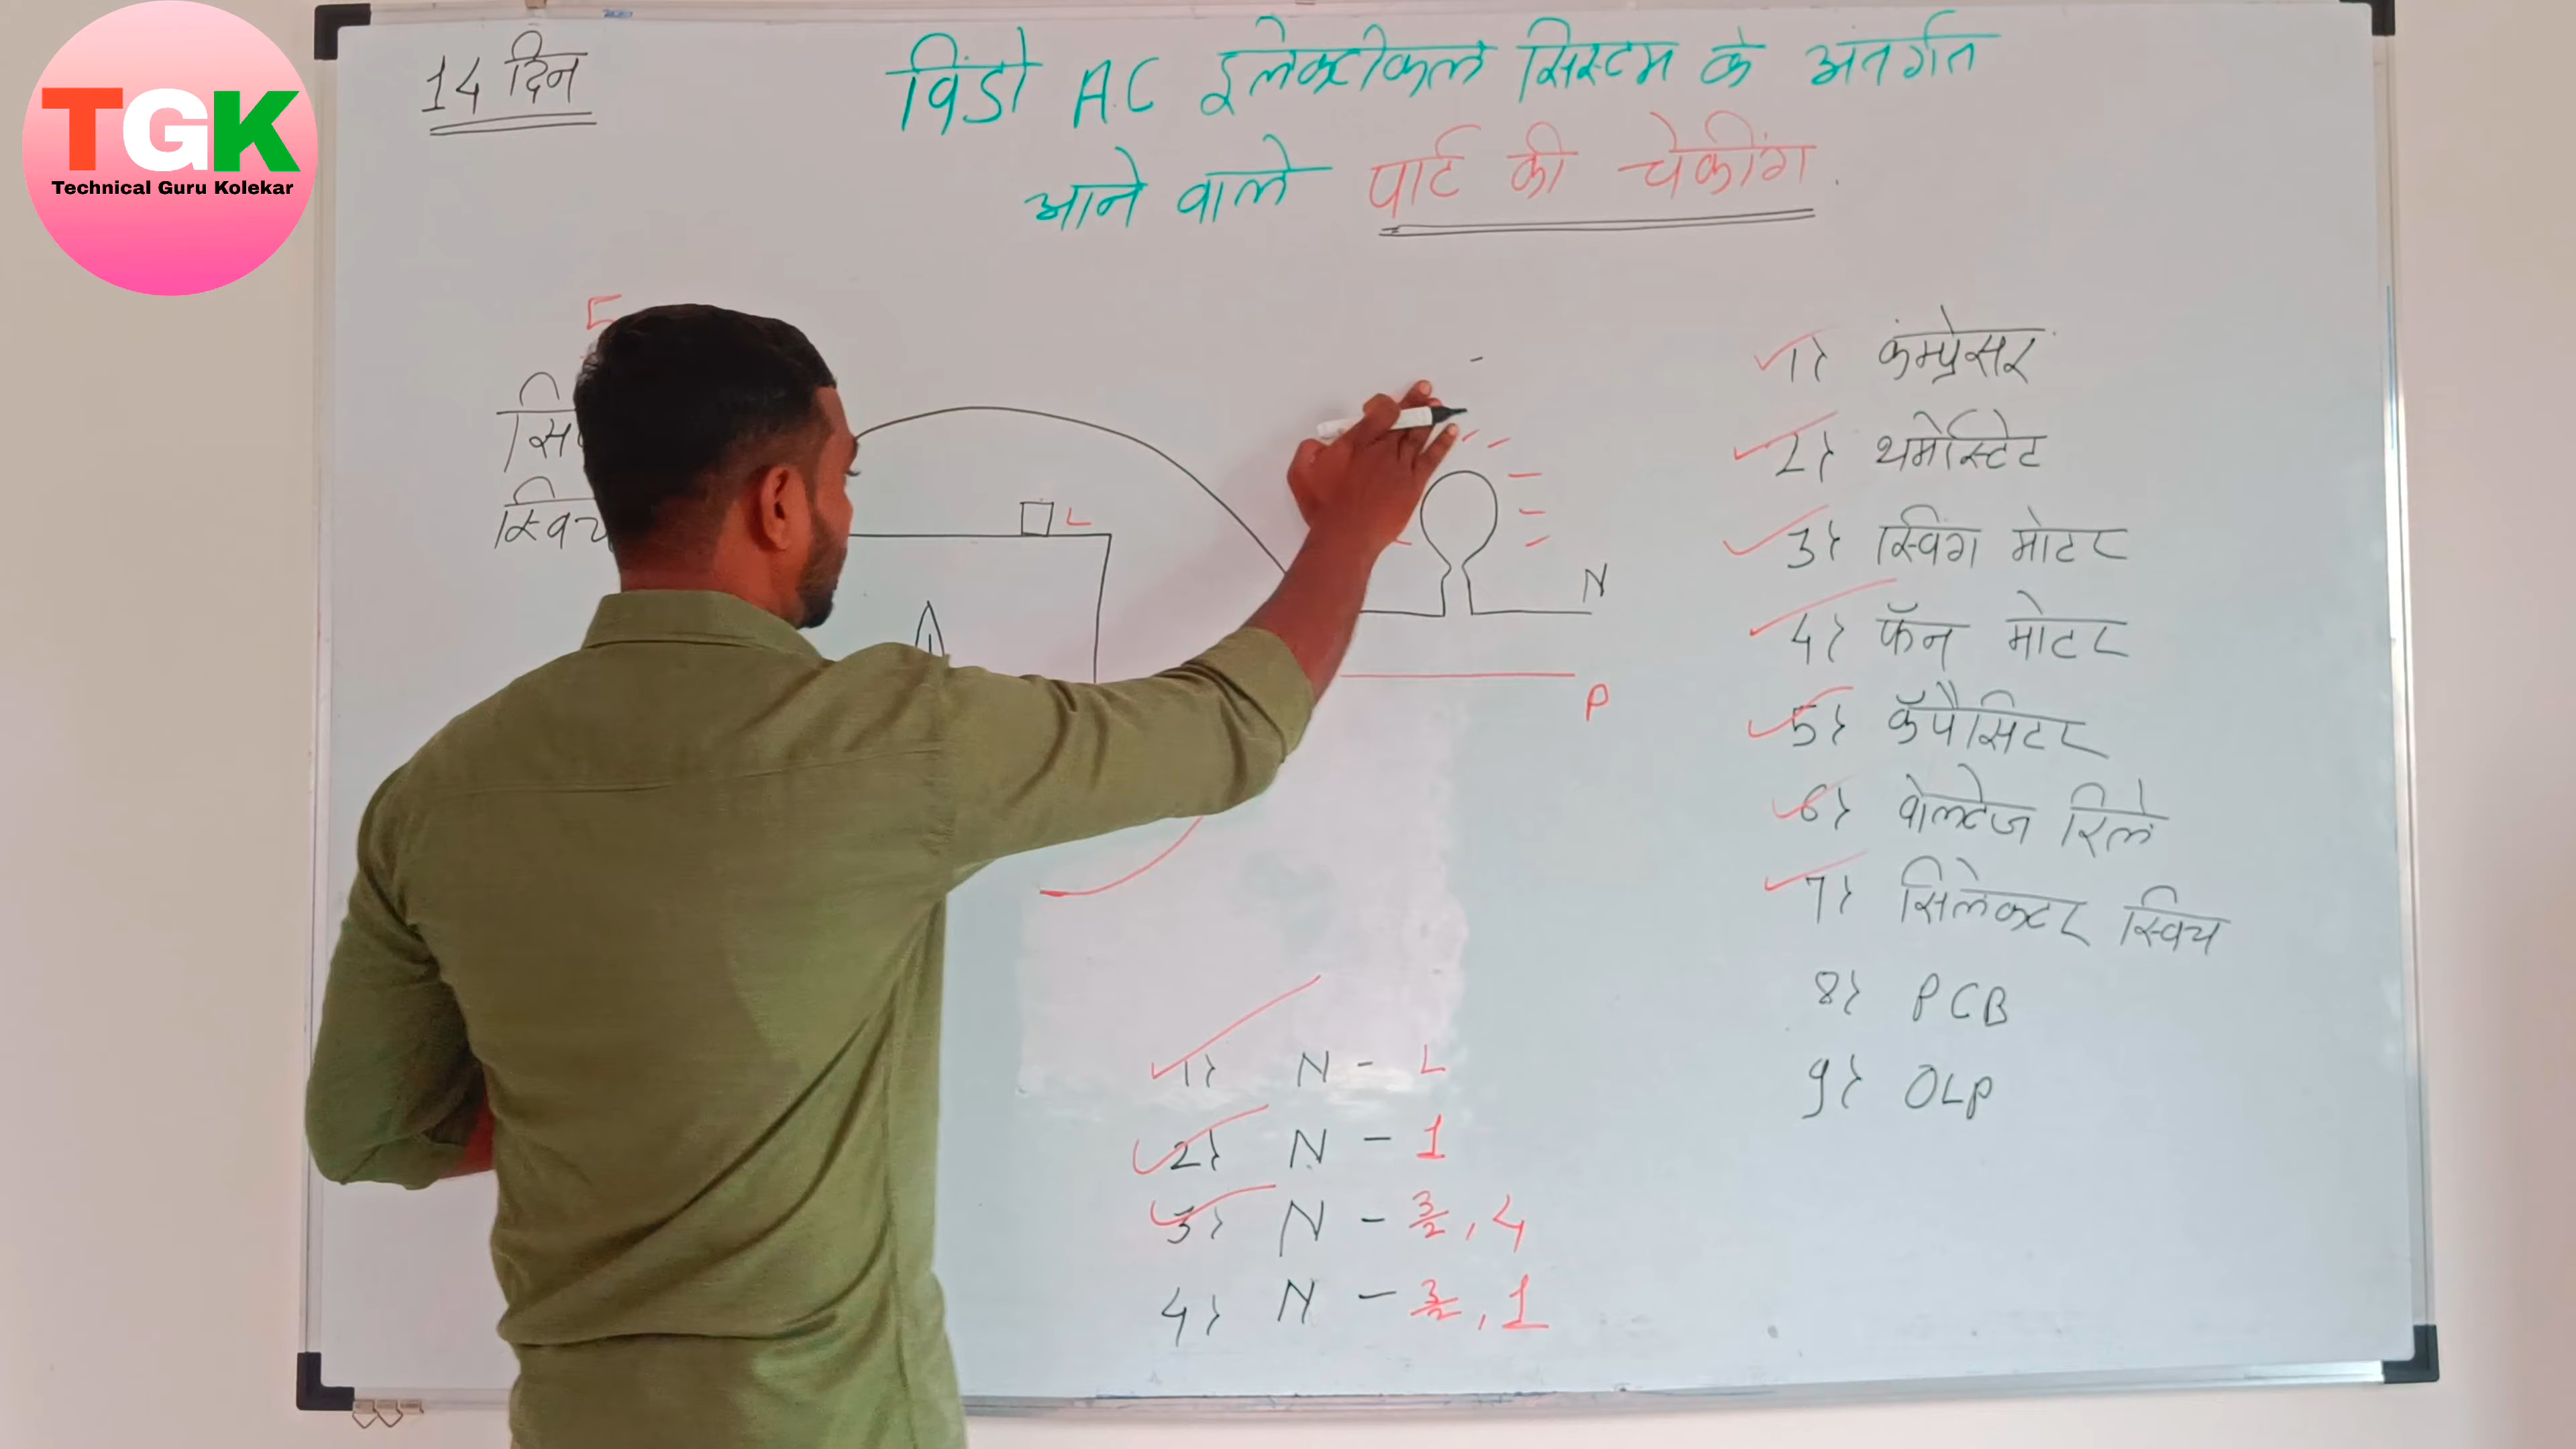 14 दिन
TGK
Technical Guru Kolekar
विंडो A.C इलेक्ट्रीकल सिस्टम के अंतर्गत
आने वाले पार्ट की चेकींग.
L
N
P
1) N - L
2) N - 1
3) N - 3/2, 4
4) N - 3/2, 1
1) कंम्प्रेसर
2) थर्मोस्टिट
3) स्विंग मोटर
4) फॅन मोटर
5) कॅपैसिटर
6) वोल्टेज रिले
7) सिलेक्टर स्विच
8) PCB
9) OLP